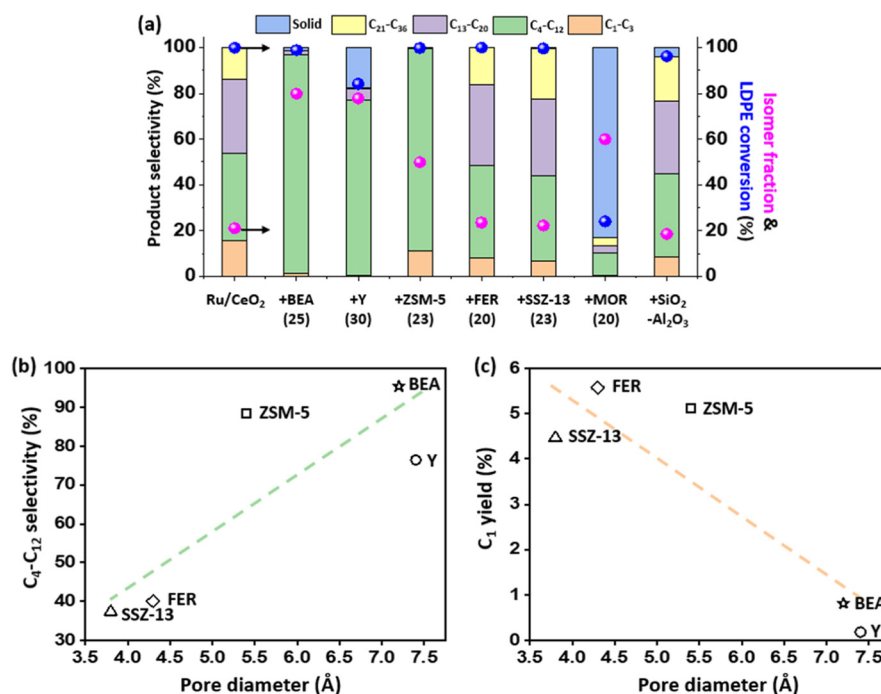 (a)
Solid C₂₁–C₃₆ C₁₃–C₂₀ C₄–C₁₂ C₁–C₃
Product selectivity (%)
100
80
60
40
20
0
100
80
60
40
20
0
Isomer fraction &
LDPE conversion (%)
Ru/CeO₂ +BEA +Y +ZSM-5 +FER +SSZ-13 +MOR +SiO₂
(25) (30) (23) (20) (23) (20) -Al₂O₃
(b)
C₄-C₁₂ selectivity (%)
100
90
80
70
60
50
40
30
BEA
ZSM-5
Y
FER
SSZ-13
3.5 4.0 4.5 5.0 5.5 6.0 6.5 7.0 7.5
Pore diameter (Å)
(c)
C₁ yield (%)
6
5
4
3
2
1
0
FER
ZSM-5
SSZ-13
BEA
Y
3.5 4.0 4.5 5.0 5.5 6.0 6.5 7.0 7.5
Pore diameter (Å)